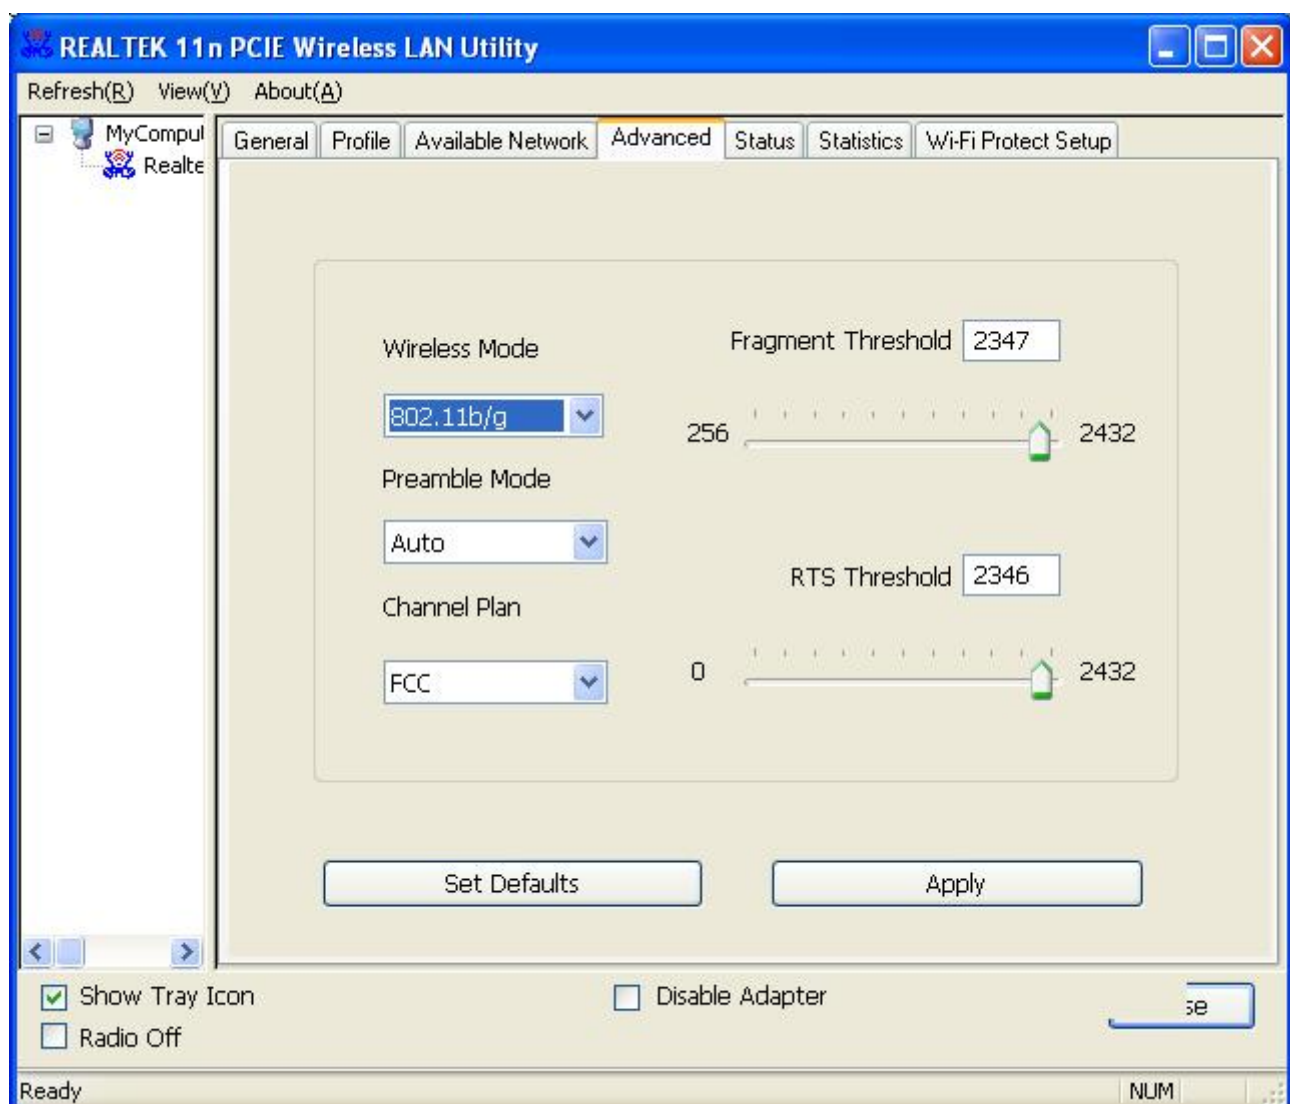 REALTEK 11n PCIE Wireless LAN Utility
Refresh(R) View(V) About(A)
MyComput
Realte
General Profile Available Network Advanced Status Statistics Wi-Fi Protect Setup
Wireless Mode
802.11b/g
Preamble Mode
Auto
Channel Plan
FCC
Fragment Threshold 2347
256 2432
RTS Threshold 2346
0 2432
Set Defaults Apply
Show Tray Icon Disable Adapter
se
Radio Off
Ready NUM